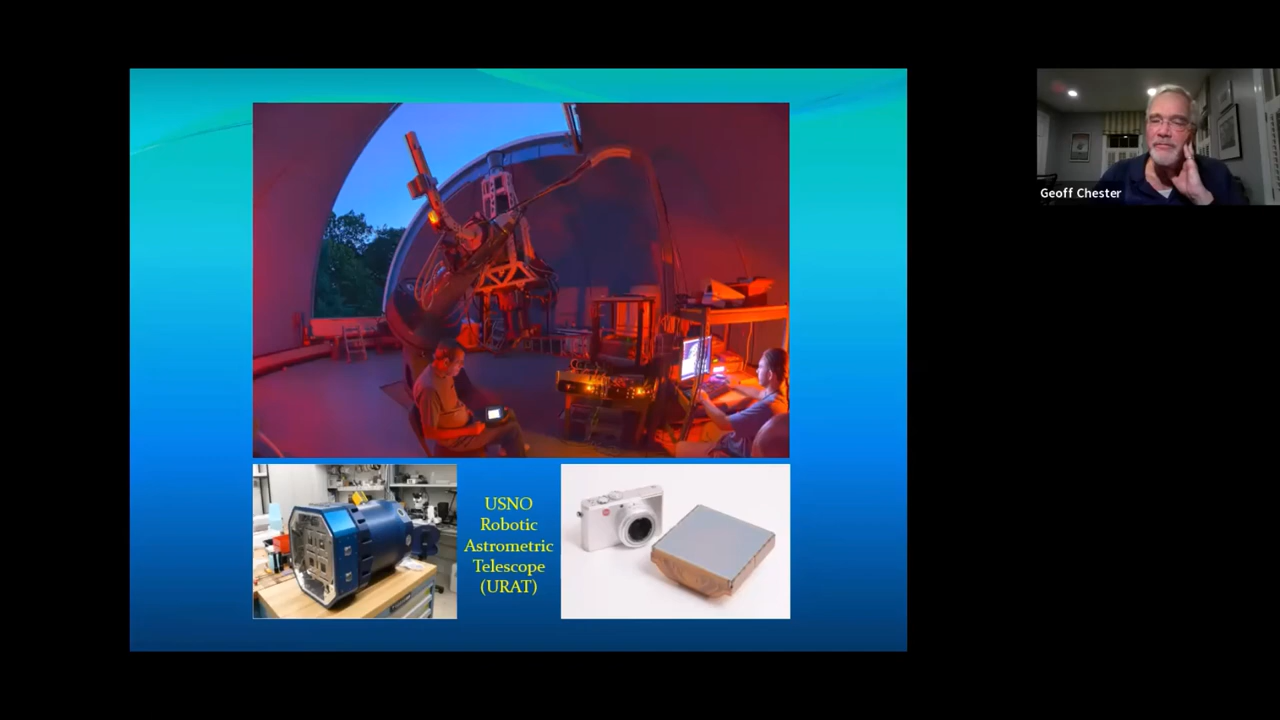 USNO
Robotic
Astrometric
Telescope
(URAT)
Geoff Chester